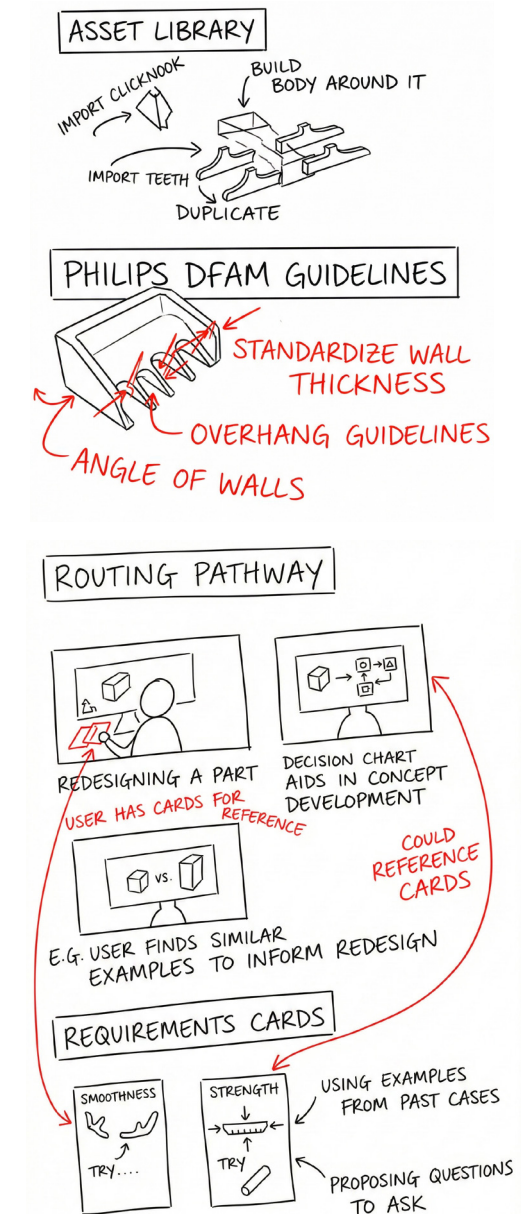 ASSET LIBRARY
IMPORT CLICKNOOK
BUILD
BODY AROUND IT
IMPORT TEETH
DUPLICATE
PHILIPS DFAM GUIDELINES
STANDARDIZE WALL
THICKNESS
OVERHANG GUIDELINES
ANGLE OF WALLS
ROUTING PATHWAY
REDESIGNING A PART
USER HAS CARDS FOR
REFERENCE
DECISION CHART
AIDS IN CONCEPT
DEVELOPMENT
COULD
REFERENCE
CARDS
VS.
E.G. USER FINDS SIMILAR
EXAMPLES TO INFORM REDESIGN
REQUIREMENTS CARDS
SMOOTHNESS
TRY....
STRENGTH
TRY
USING EXAMPLES
FROM PAST CASES
PROPOSING QUESTIONS
TO ASK